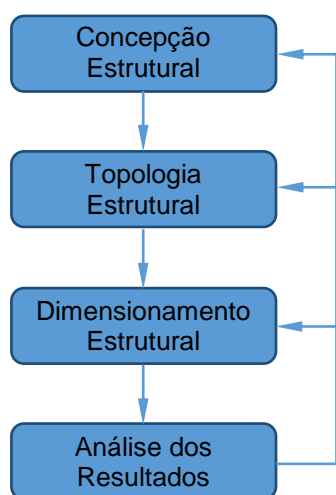 Concepção
Estrutural
Topologia
Estrutural
Dimensionamento
Estrutural
Análise dos
Resultados